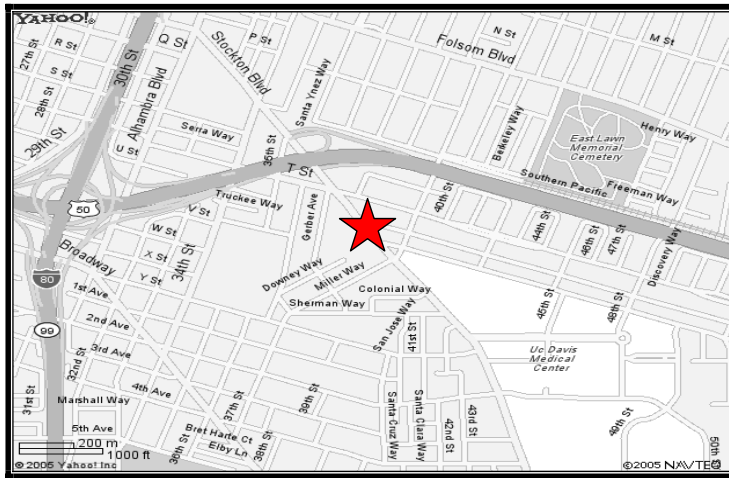 YAHOO!
27th St
R St
S St
28th St
29th St
30th St
Q St
Alhambra Blvd
U St
P St
Stockton Blvd
Santa Ynez Way
Serra Way
35th St
T St
Folsom Blvd
N St
M St
Berkeley Way
East Lawn
Memorial
Cemetery
Henry Way
Southern Pacific
Freeman Way
50
Truckee Way
V St
W St
X St
Y St
34th St
Gerber Ave
40th St
44th St
46th St
47th St
Discovery Way
Broadway
80
99
1st Ave
2nd Ave
3rd Ave
4th Ave
5th Ave
32nd St
31st St
Marshall Way
Downey Way
Miller Way
Sherman Way
Colonial Way
San Jose Way
41st St
45th St
48th St
Uc Davis
Medical
Center
36th St
37th St
38th St
39th St
Bret Harte Ct
Elby Ln
Santa Cruz Way
Santa Clara Way
42nd St
43rd St
49th St
50th St
200 m
1000 ft
© 2005 Yahoo! Inc
©2005 NAVTEQ